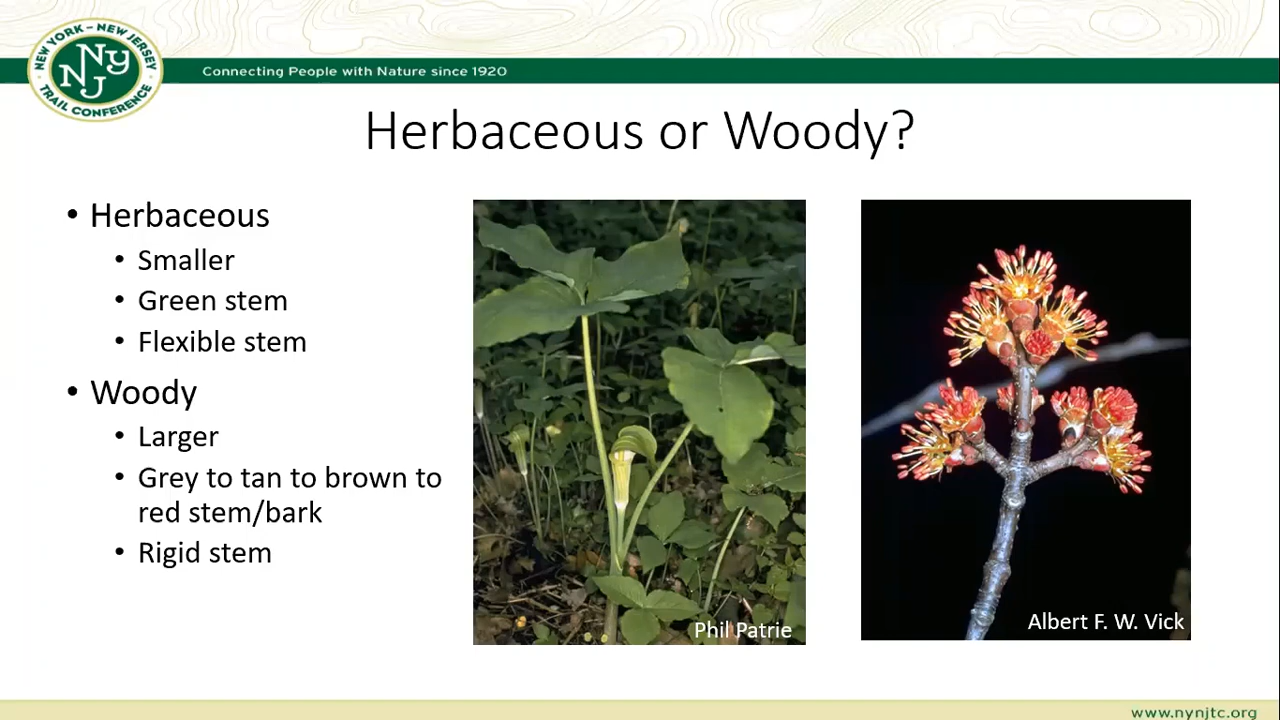 NEW YORK – NEW JERSEY
NY
NJ
TRAIL CONFERENCE
Connecting People with Nature since 1920
Herbaceous or Woody?
• Herbaceous
• Smaller
• Green stem
• Flexible stem
• Woody
• Larger
• Grey to tan to brown to
red stem/bark
• Rigid stem
Phil Patrie
Albert F. W. Vick
www.nynjtc.org